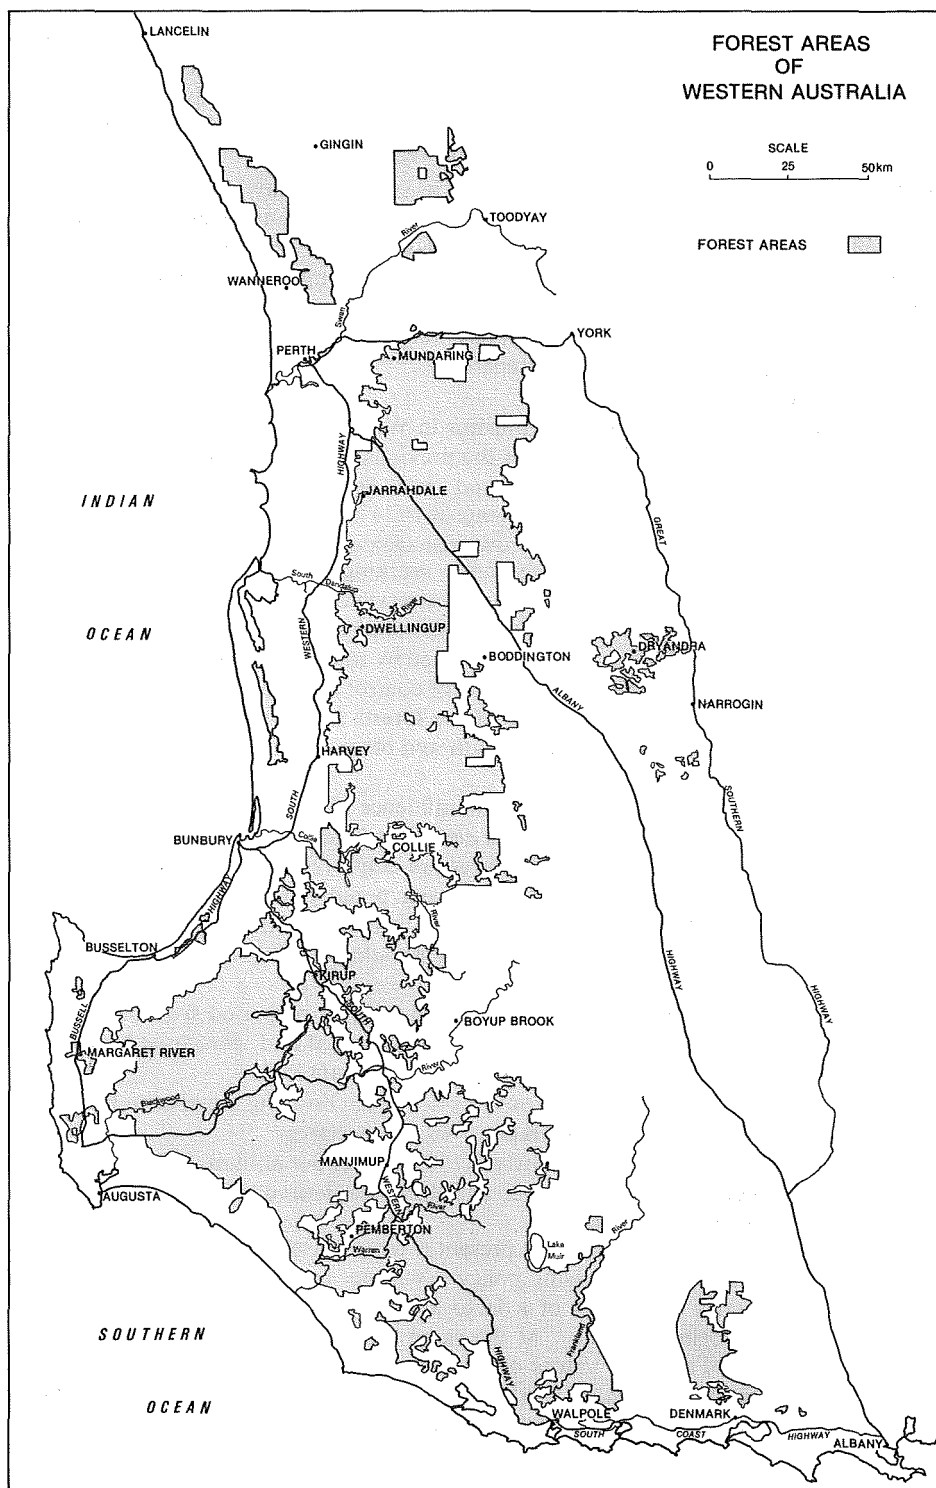 LANCELIN
FOREST AREAS
OF
WESTERN AUSTRALIA
GINGIN
SCALE
0 25 50km
TOODYAY
River
FOREST AREAS
WANNEROO
Swan
YORK
PERTH
MUNDARING
HIGHWAY
JARRAHDALE
INDIAN
GREAT
South Dandalup River
OCEAN
DWELLINGUP
WESTERN
DRYANDRA
BODDINGTON
ALBANY
NARROGIN
HARVEY
SOUTH
SOUTHERN
BUNBURY
Collie
COLLIE
HIGHWAY
River
BUSSELTON
HIGHWAY
KIRUP
HIGHWAY
BUSSELL
SOUTH
BOYUP BROOK
MARGARET RIVER
River
Blackwood
MANJIMUP
WESTERN
AUGUSTA
River
PEMBERTON
River
Warren
Lake
Muir
SOUTHERN
Frankland
HIGHWAY
OCEAN
WALPOLE
DENMARK
SOUTH COAST HIGHWAY
ALBANY